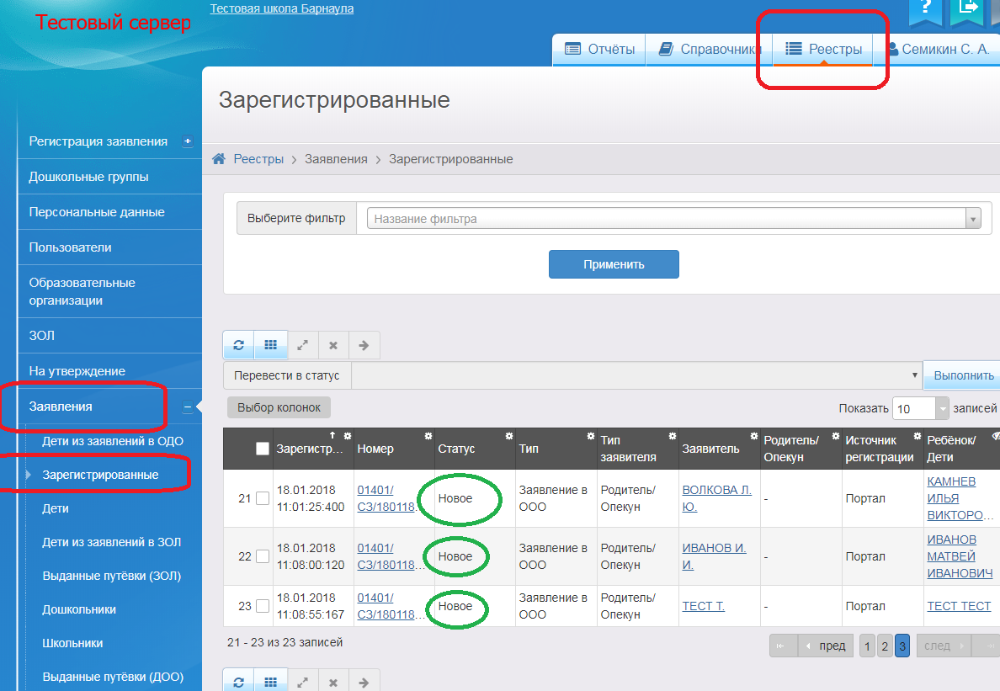 Тестовый сервер
Тестовая школа Барнаула
?
Отчёты
Справочники
Реестры
Семикин С. А.
Зарегистрированные
Реестры > Заявления > Зарегистрированные
Регистрация заявления
Дошкольные группы
Персональные данные
Пользователи
Образовательные
организации
ЗОЛ
На утверждение
Заявления
Дети из заявлений в ОДО
Зарегистрированные
Дети
Дети из заявлений в ЗОЛ
Выданные путёвки (ЗОЛ)
Дошкольники
Школьники
Выданные путёвки (ДОО)
Выберите фильтр
Название фильтра
Применить
Перевести в статус
Выполнить
Выбор колонок
Показать 10 записей
Зарегистр...
Номер
Статус
Тип
Тип
заявителя
Заявитель
Родитель/
Опекун
Источник
регистрации
Ребёнок/
Дети
21
18.01.2018
11:01:25:400
01401/
СЗ/180118...
Новое
Заявление в
ООО
Родитель/
Опекун
ВОЛКОВА Л.
Ю.
-
Портал
КАМНЕВ
ИЛЬЯ
ВИКТОРО...
22
18.01.2018
11:08:00:120
01401/
СЗ/180118...
Новое
Заявление в
ООО
Родитель/
Опекун
ИВАНОВ И.
И.
-
Портал
ИВАНОВ
МАТВЕЙ
ИВАНОВИЧ
23
18.01.2018
11:08:55:167
01401/
СЗ/180118...
Новое
Заявление в
ООО
Родитель/
Опекун
ТЕСТ Т.
-
Портал
ТЕСТ ТЕСТ
21 - 23 из 23 записей
пред 1 2 3 след